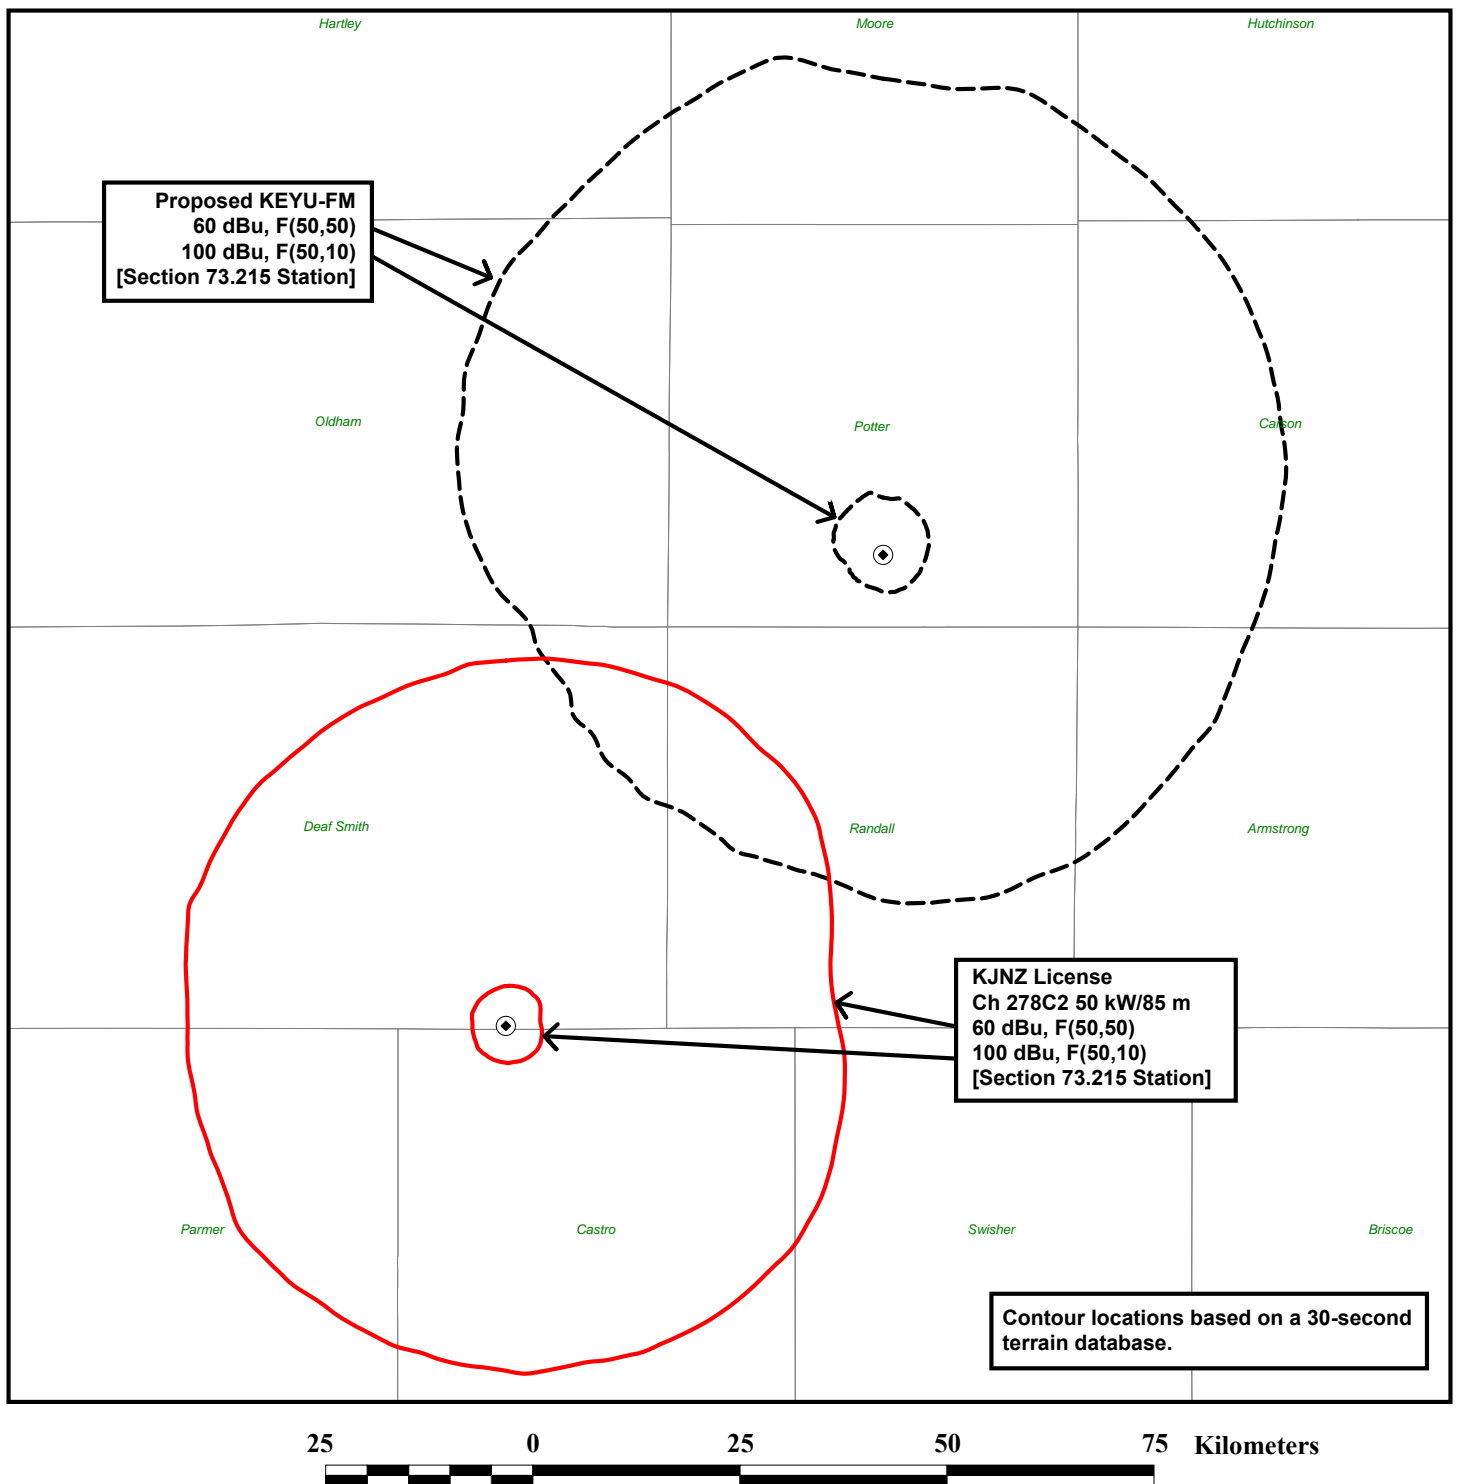 Hartley
Moore
Hutchinson
Proposed KEYU-FM
60 dBu, F(50,50)
100 dBu, F(50,10)
[Section 73.215 Station]
Oldham
Potter
Carson
Deaf Smith
Randall
Armstrong
KJNZ License
Ch 278C2 50 kW/85 m
60 dBu, F(50,50)
100 dBu, F(50,10)
[Section 73.215 Station]
Parmer
Castro
Swisher
Briscoe
Contour locations based on a 30-second
terrain database.
25 0 25 50 75 Kilometers